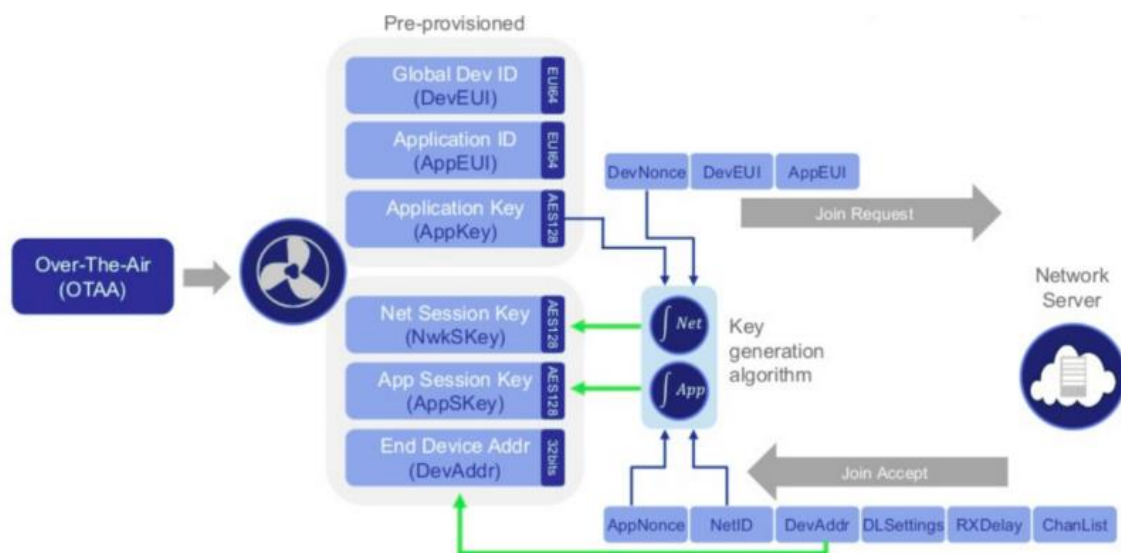 Pre-provisioned
Global Dev ID
(DevEUI)
EUI64
Application ID
(AppEUI)
EUI64
Application Key
(AppKey)
AES128
DevNonce
DevEUI
AppEUI
Join Request
Over-The-Air
(OTAA)
Net Session Key
(NwkSKey)
AES128
App Session Key
(AppSKey)
AES128
End Device Addr
(DevAddr)
32bits
∫ Net
∫ App
Key
generation
algorithm
Network
Server
Join Accept
AppNonce
NetID
DevAddr
DLSettings
RXDelay
ChanList